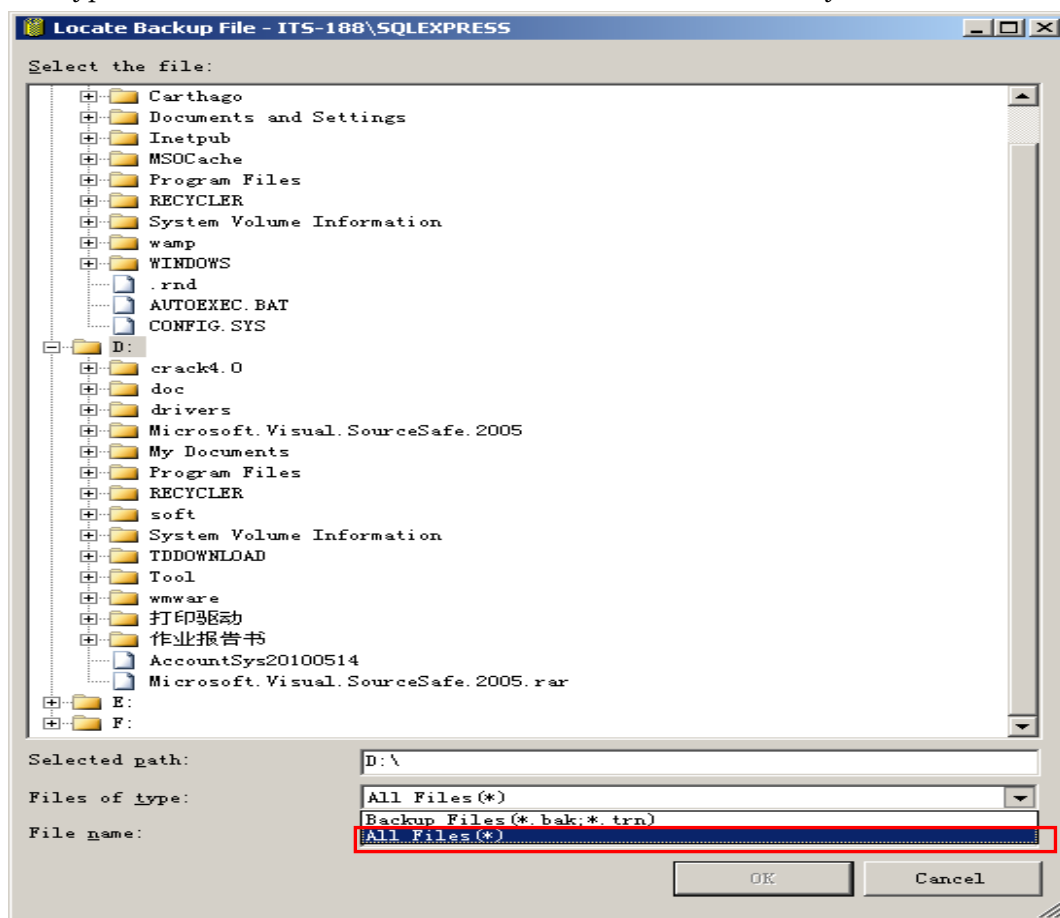 Locate Backup File - ITS-188\SQLEXPRESS
Select the file:
Carthago
Documents and Settings
Inetpub
MSOCache
Program Files
RECYCLER
System Volume Information
wamp
WINDOWS
.rnd
AUTOEXEC.BAT
CONFIG.SYS
D:
crack4.0
doc
drivers
Microsoft.Visual.SourceSafe.2005
My Documents
Program Files
RECYCLER
soft
System Volume Information
TDDOWNLOAD
Tool
wmware
打印驱动
作业报告书
AccountSys20100514
Microsoft.Visual.SourceSafe.2005.rar
E:
F:
Selected path: D:\
Files of type: All Files(*)
Backup Files(*.bak;*.trn)
File name: All Files(*)
OK Cancel